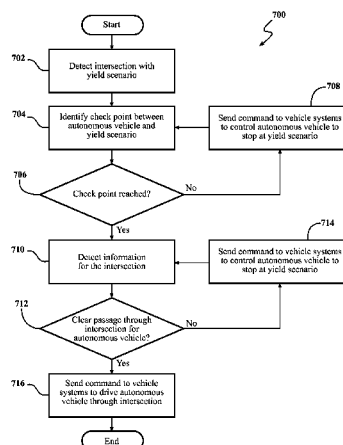 Start
700
702
Detect intersection with
yield scenario
704
Identify check point between
autonomous vehicle and
yield scenario
708
Send command to vehicle systems
to control autonomous vehicle to
stop at yield scenario
706
Check point reached?
No
Yes
710
Detect information
for the intersection
714
Send command to vehicle systems
to control autonomous vehicle to
stop at yield scenario
712
Clear passage through
intersection for
autonomous vehicle?
No
Yes
716
Send command to vehicle
systems to drive autonomous
vehicle through intersection
End